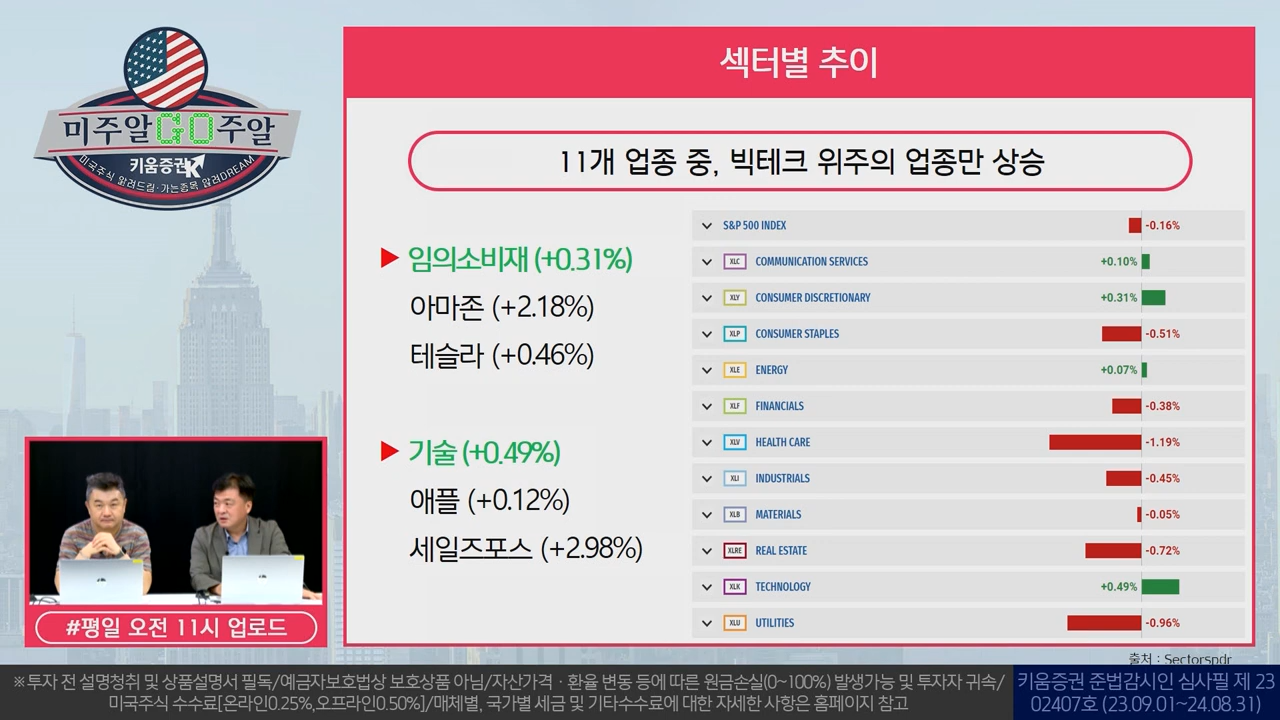 미주알GO주알
키움증권
미국주식 알려드림·가는종목 알려DREAM
섹터별 추이
11개 업종 중, 빅테크 위주의 업종만 상승
임의소비재 (+0.31%)
아마존 (+2.18%)
테슬라 (+0.46%)
기술 (+0.49%)
애플 (+0.12%)
세일즈포스 (+2.98%)
S&P 500 INDEX -0.16%
XLC COMMUNICATION SERVICES +0.10%
XLY CONSUMER DISCRETIONARY +0.31%
XLP CONSUMER STAPLES -0.51%
XLE ENERGY +0.07%
XLF FINANCIALS -0.38%
XLV HEALTH CARE -1.19%
XLI INDUSTRIALS -0.45%
XLB MATERIALS -0.05%
XLRE REAL ESTATE -0.72%
XLK TECHNOLOGY +0.49%
XLU UTILITIES -0.96%
#평일 오전 11시 업로드
출처 : Sectorspdr
※투자 전 설명청취 및 상품설명서 필독/예금자보호법상 보호상품 아님/자산가격·환율 변동 등에 따른 원금손실(0~100%) 발생가능 및 투자자 귀속/
미국주식 수수료[온라인0.25%,오프라인0.50%]/매체별, 국가별 세금 및 기타수수료에 대한 자세한 사항은 홈페이지 참고
키움증권 준법감시인 심사필 제 23
02407호 (23.09.01~24.08.31)